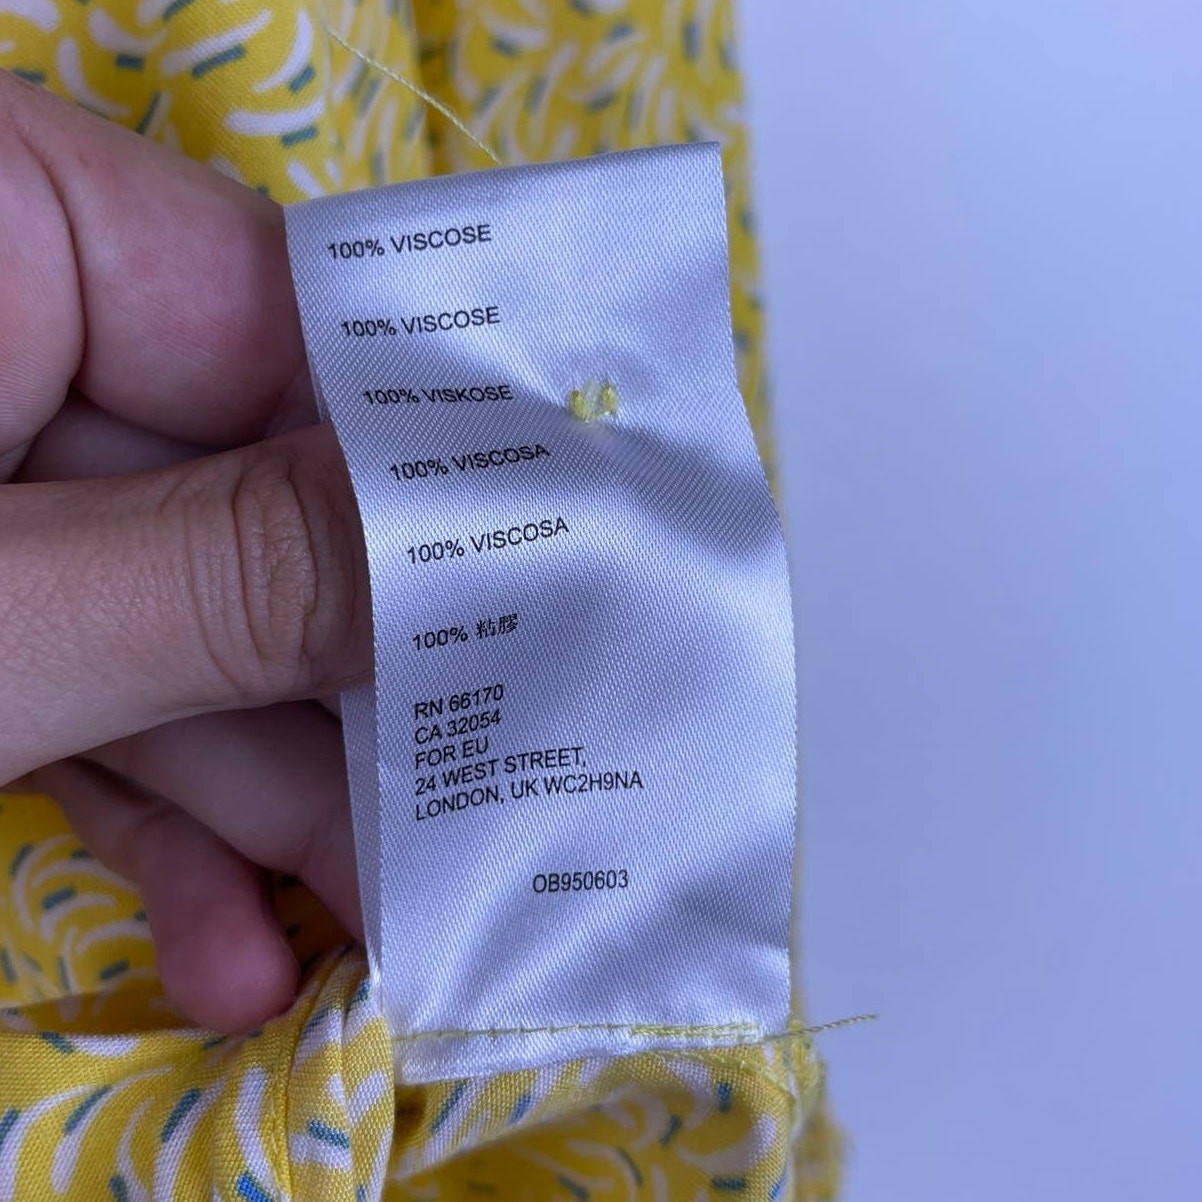 100% VISCOSE
100% VISCOSE
100% VISKOSE
100% VISCOSA
100% VISCOSA
100% 粘膠
RN 66170
CA 32054
FOR EU
24 WEST STREET,
LONDON, UK WC2H9NA
OB950603